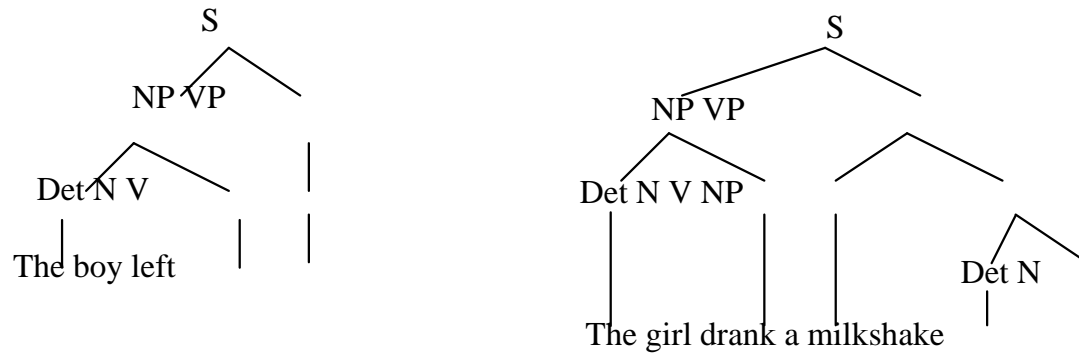 S
NP VP
Det N V
The boy left
S
NP VP
Det N V NP
Det N
The girl drank a milkshake